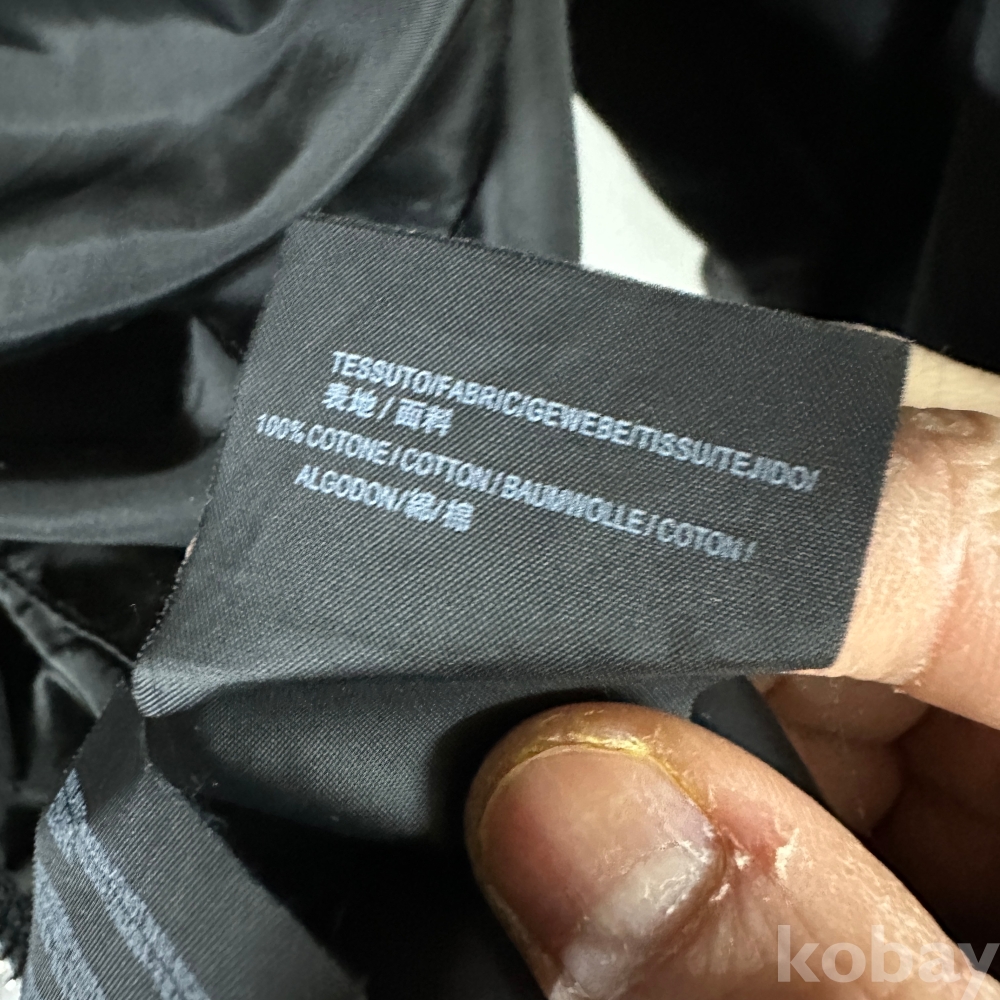 TESSUTO/FABRIC/GEWEBE/TISSU/TEJIDO/
表地/面料
100% COTONE/COTTON/BAUMWOLLE/COTON/
ALGODON/綿/棉
kobay